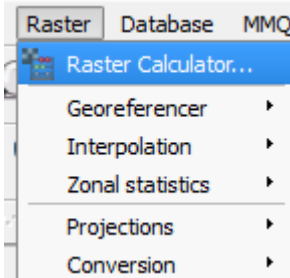 Raster Database MMQ
Raster Calculator...
Georeferencer
Interpolation
Zonal statistics
Projections
Conversion